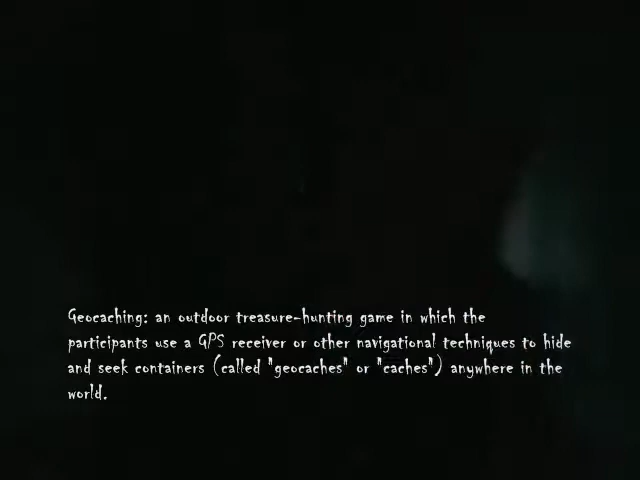 Geocaching: an outdoor treasure-hunting game in which the
participants use a GPS receiver or other navigational techniques to hide
and seek containers (called "geocaches" or "caches") anywhere in the
world.